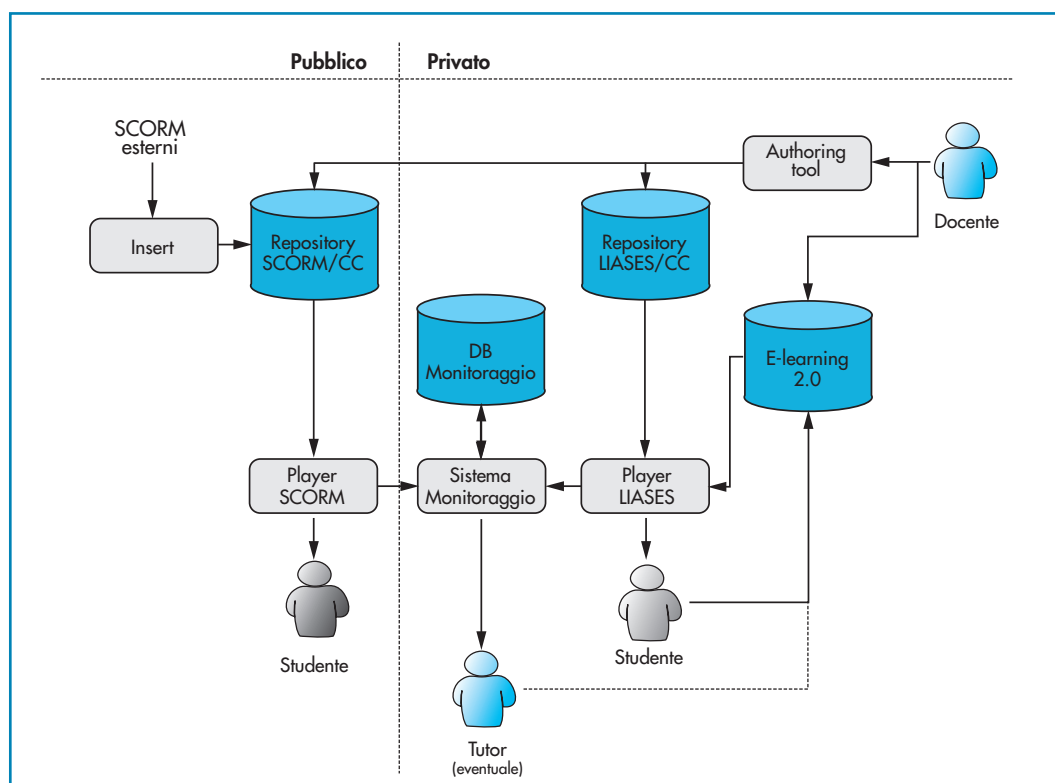 Pubblico
Privato
SCORM
esterni
Authoring
tool
Docente
Insert
Repository
SCORM/CC
Repository
LIASES/CC
DB
Monitoraggio
E-learning
2.0
Player
SCORM
Sistema
Monitoraggio
Player
LIASES
Studente
Studente
Tutor
(eventuale)